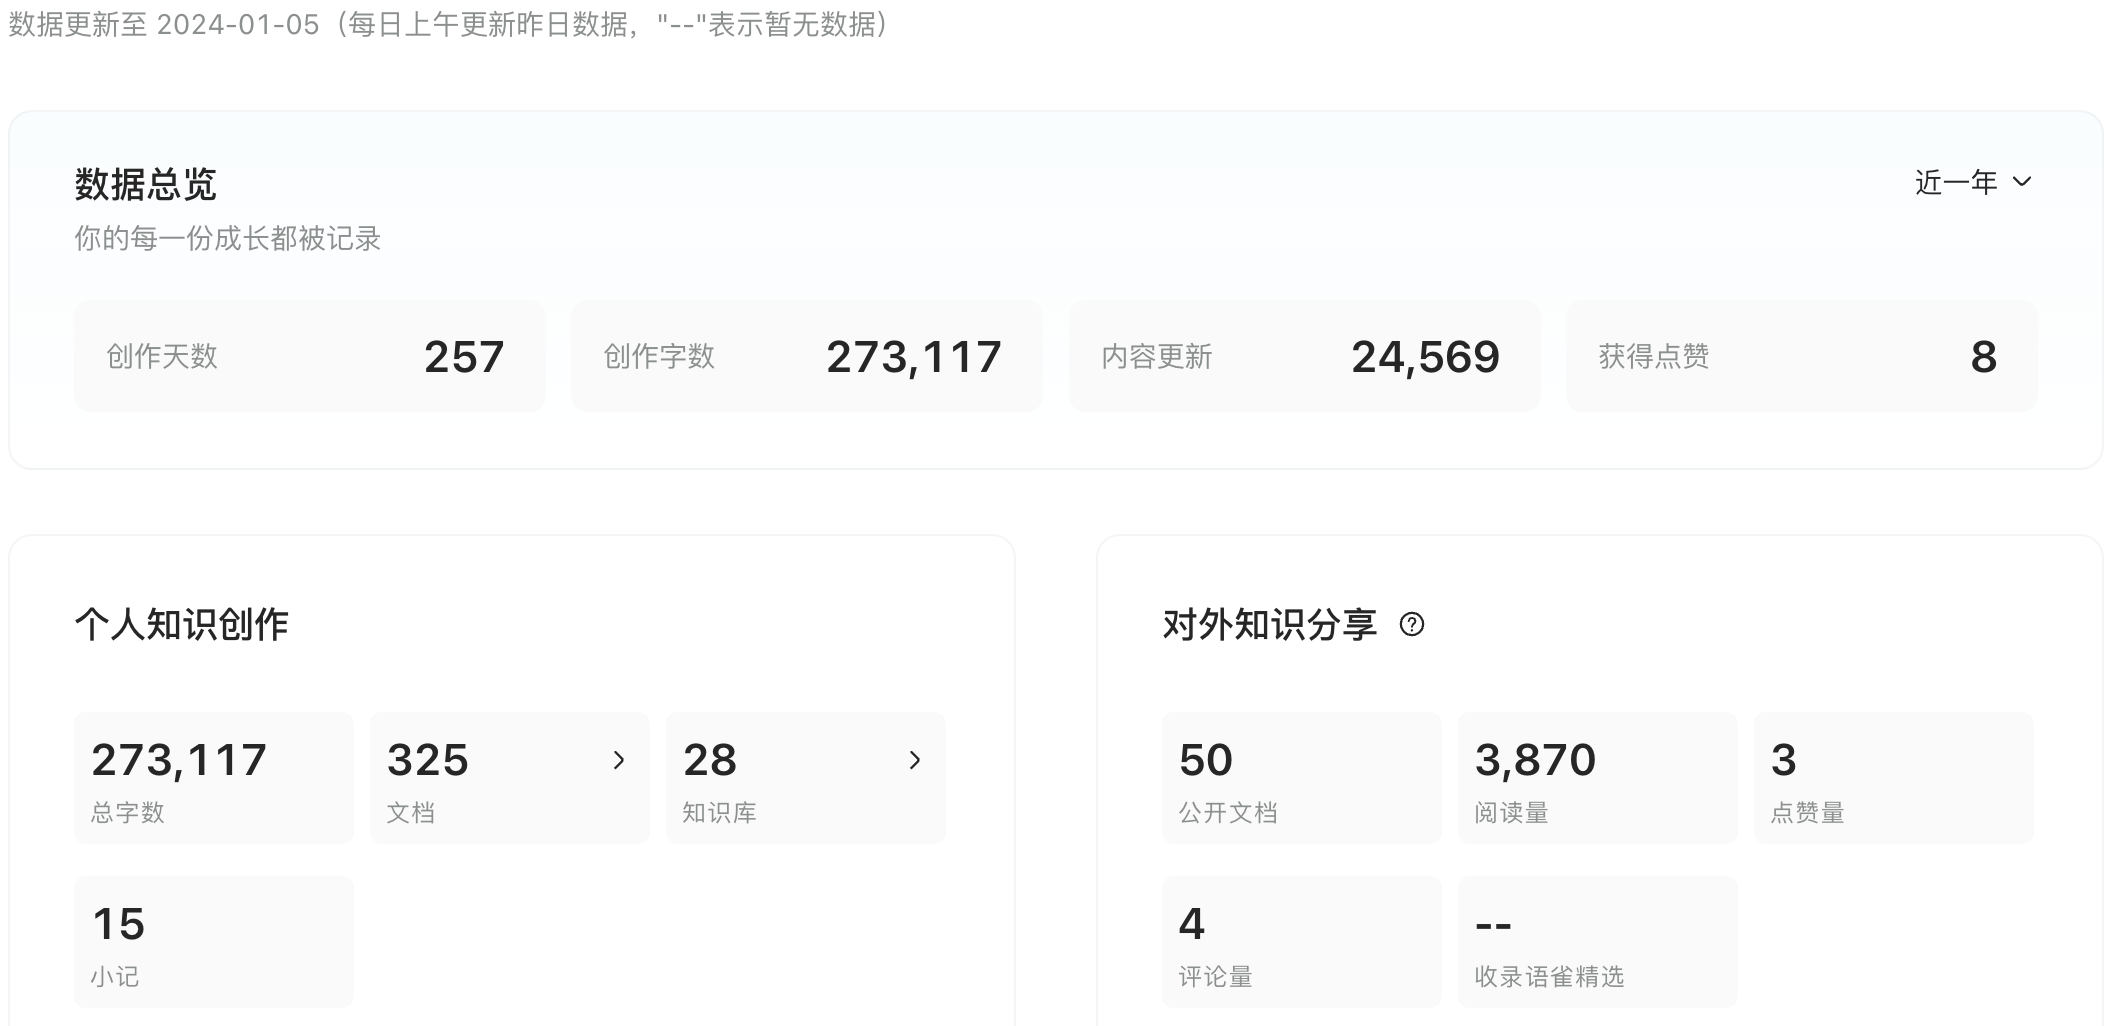 数据更新至 2024-01-05（每日上午更新昨日数据，"--"表示暂无数据）
数据总览
近一年
你的每一份成长都被记录
创作天数 257
创作字数 273,117
内容更新 24,569
获得点赞 8
个人知识创作
273,117
总字数
325
文档
28
知识库
15
小记
对外知识分享
50
公开文档
3,870
阅读量
3
点赞量
4
评论量
--
收录语雀精选